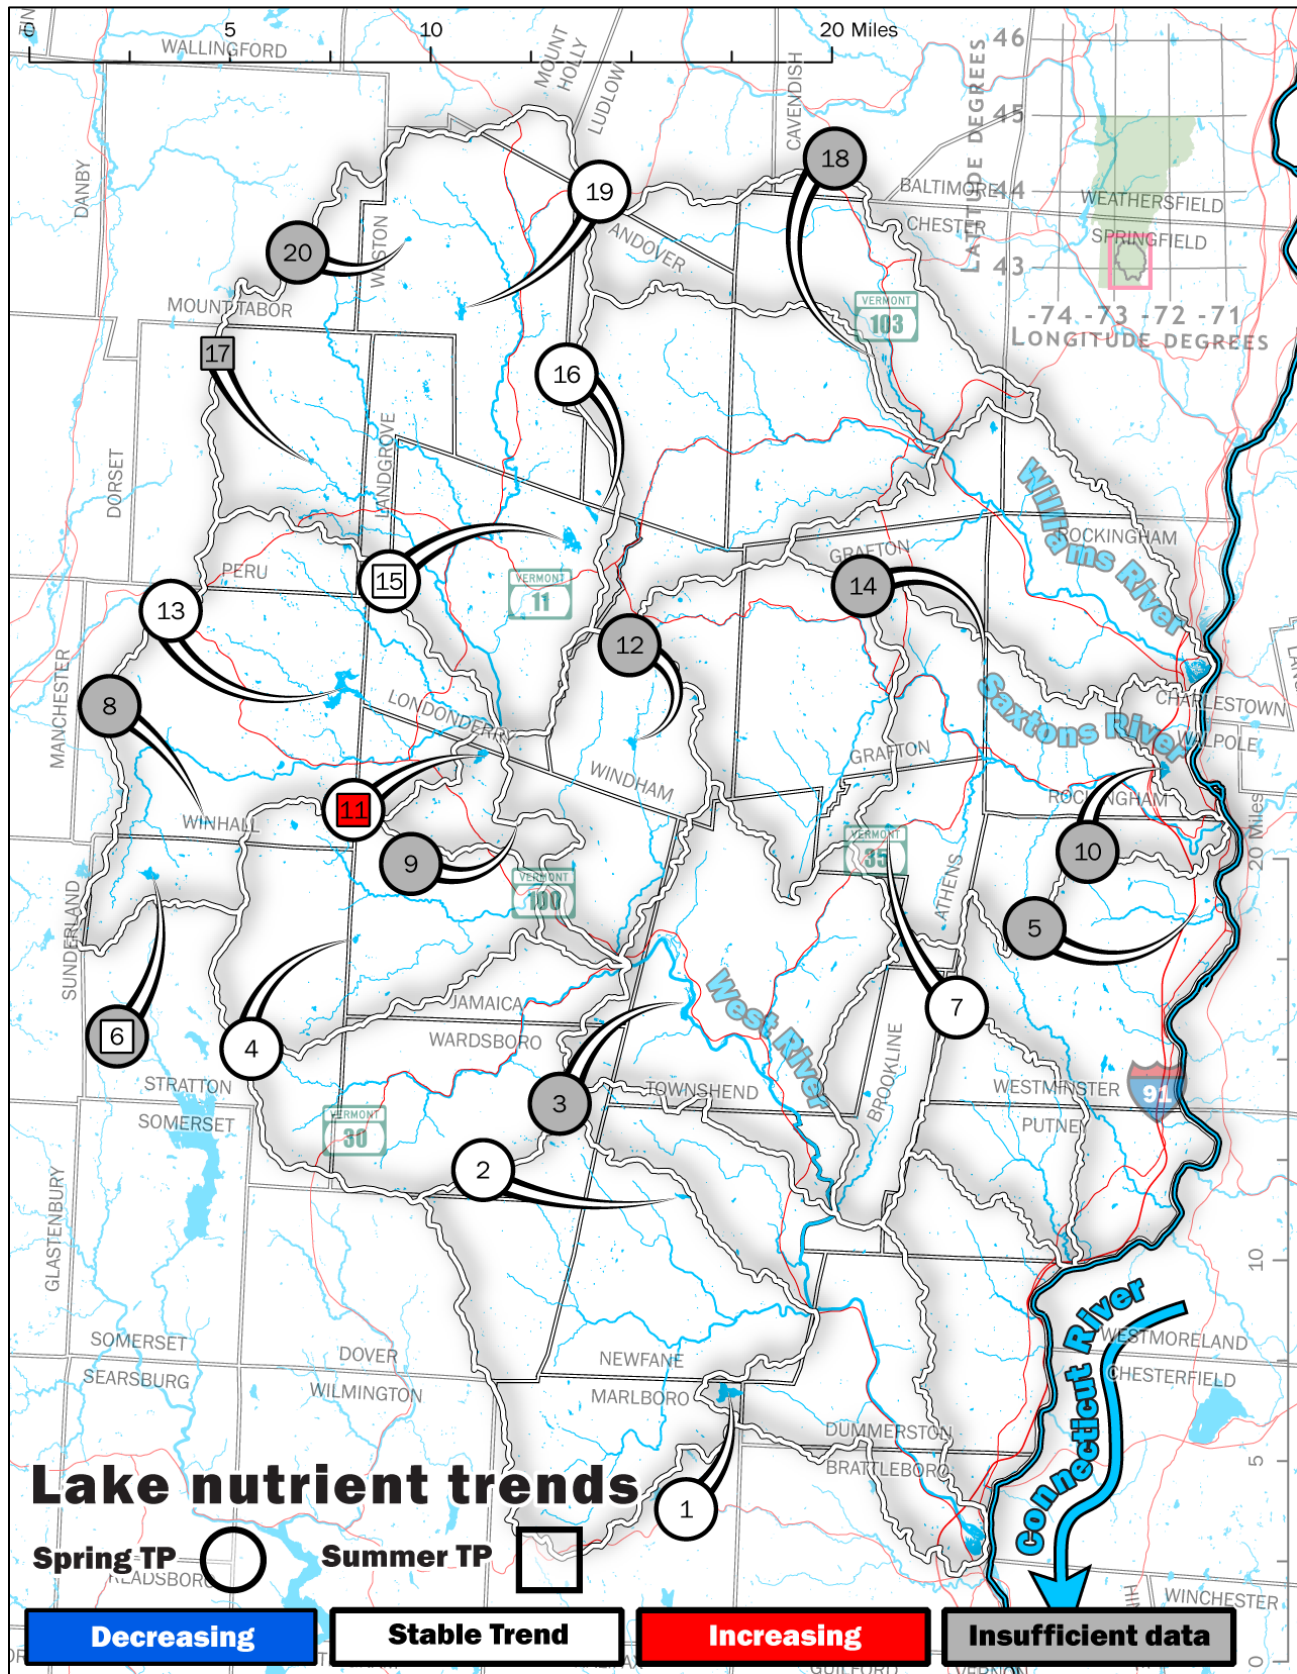 5
10
20 Miles
46
WALLINGFORD
MOUNT
HOLLY
LUDLOW
CAVENDISH
LATITUDE DEGREES
45
DANBY
18
BALTIMORE
44
WEATHERSFIELD
19
CHESTER
SPRINGFIELD
WESTON
ANDOVER
20
43
MOUNT TABOR
VERMONT
103
-74 -73 -72 -71
LONGITUDE DEGREES
17
16
DORSET
LANDGROVE
Williams River
ROCKINGHAM
GRAFTON
PERU
15
VERMONT
11
14
13
12
MANCHESTER
8
LONDONDERRY
Saxtons River
CHARLESTOWN
WALPOLE
GRAFTON
WINDHAM
ROCKINGHAM
11
WINHALL
VERMONT
35
20 Miles
9
10
VERMONT
100
ATHENS
SUNDERLAND
5
JAMAICA
West River
7
6
4
WARDSBORO
BROOKLINE
STRATTON
TOWNSHEND
WESTMINSTER
91
3
SOMERSET
PUTNEY
VERMONT
30
2
GLASTENBURY
10
Connecticut River
SOMERSET
DOVER
NEWFANE
WESTMORELAND
SEARSBURG
WILMINGTON
MARLBORO
CHESTERFIELD
DUMMERSTON
BRATTLEBORO
5
Lake nutrient trends
1
Spring TP
Summer TP
READSBORO
WINCHESTER
Decreasing
Stable Trend
Increasing
Insufficient data
0
GUILFORD
VERNON